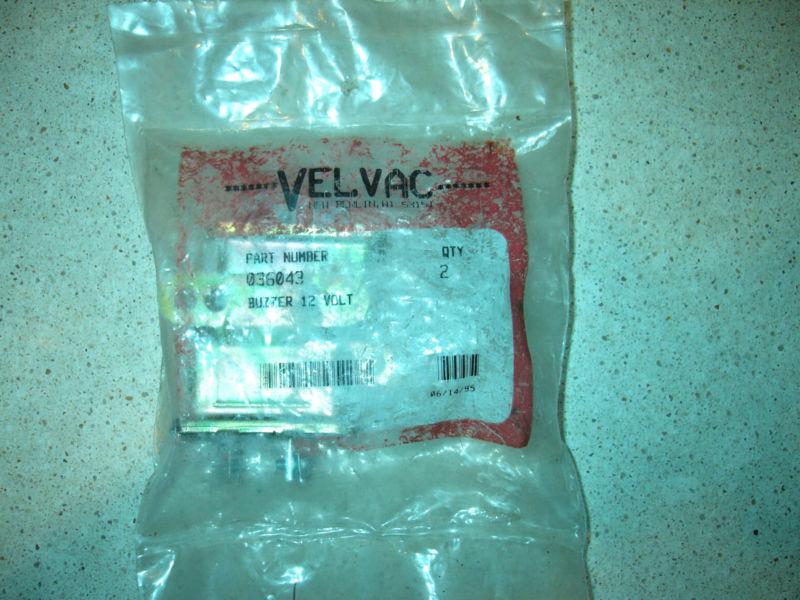 VELVAC
NEW BERLIN, WI 53151
PART NUMBER QTY
036043 2
BUZZER 12 VOLT
06/14/95